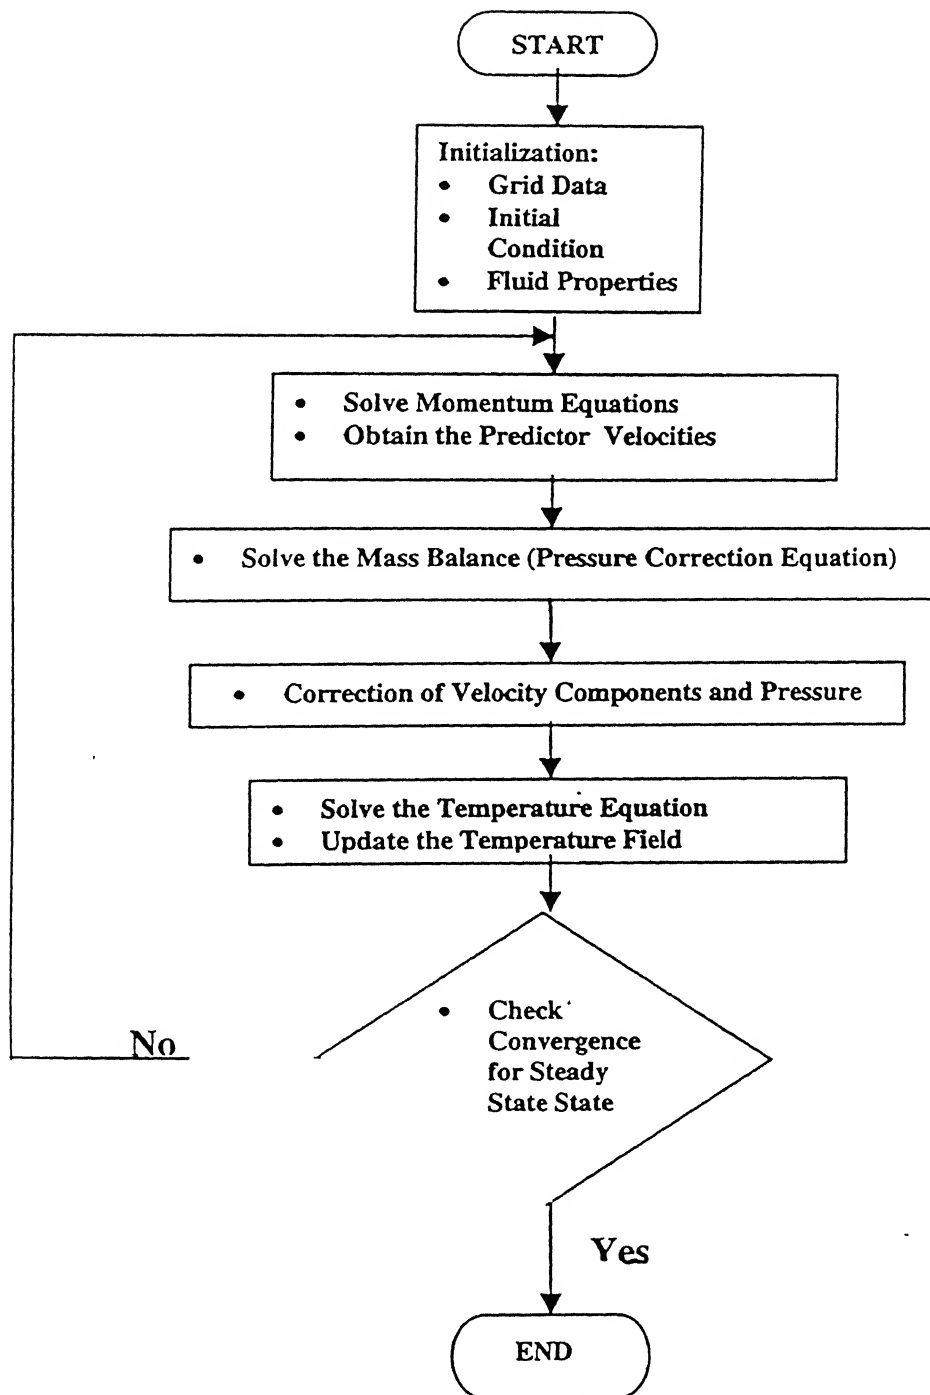 START
Initialization:
• Grid Data
• Initial
Condition
• Fluid Properties
• Solve Momentum Equations
• Obtain the Predictor Velocities
• Solve the Mass Balance (Pressure Correction Equation)
• Correction of Velocity Components and Pressure
• Solve the Temperature Equation
• Update the Temperature Field
• Check
Convergence
for Steady
State State
No
Yes
END